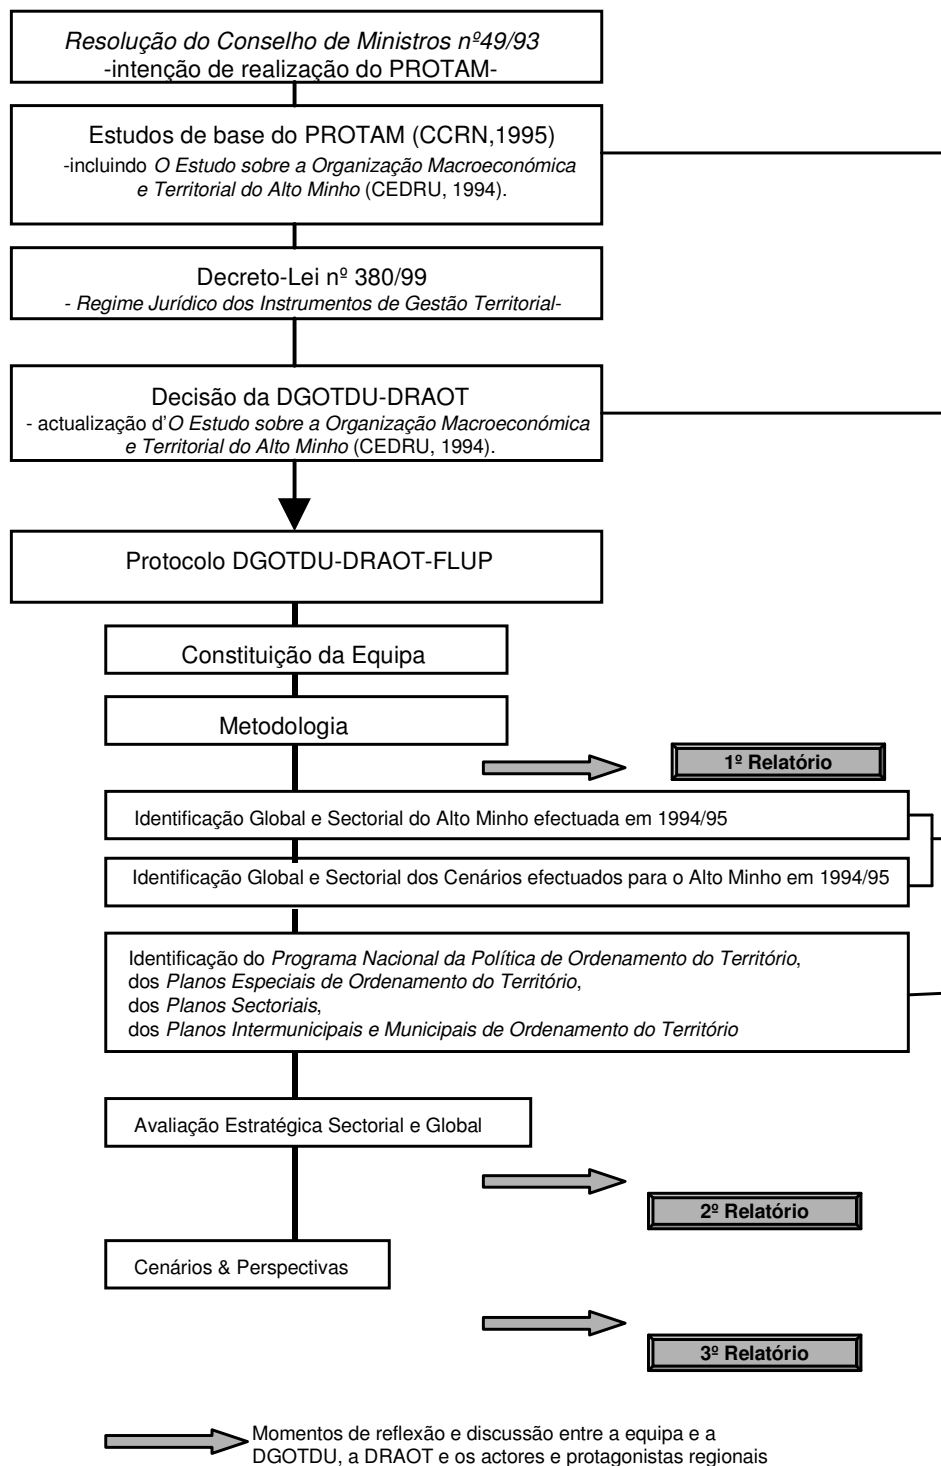 Resolução do Conselho de Ministros nº49/93
-intenção de realização do PROTAM-
Estudos de base do PROTAM (CCRN,1995)
-incluindo O Estudo sobre a Organização Macroeconómica
e Territorial do Alto Minho (CEDRU, 1994).
Decreto-Lei nº 380/99
- Regime Jurídico dos Instrumentos de Gestão Territorial-
Decisão da DGOTDU-DRAOT
- actualização d'O Estudo sobre a Organização Macroeconómica
e Territorial do Alto Minho (CEDRU, 1994).
Protocolo DGOTDU-DRAOT-FLUP
Constituição da Equipa
Metodologia
1º Relatório
Identificação Global e Sectorial do Alto Minho efectuada em 1994/95
Identificação Global e Sectorial dos Cenários efectuados para o Alto Minho em 1994/95
Identificação do Programa Nacional da Política de Ordenamento do Território,
dos Planos Especiais de Ordenamento do Território,
dos Planos Sectoriais,
dos Planos Intermunicipais e Municipais de Ordenamento do Território
Avaliação Estratégica Sectorial e Global
2º Relatório
Cenários & Perspectivas
3º Relatório
Momentos de reflexão e discussão entre a equipa e a
DGOTDU, a DRAOT e os actores e protagonistas regionais